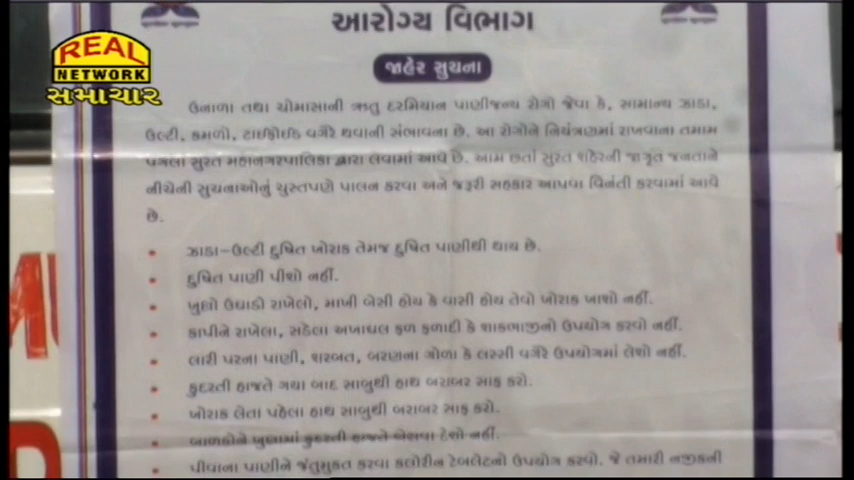 REAL
NETWORK
સમાચાર
આરોગ્ય વિભાગ
જાહેર સુચના
ઉનાળા તથા ચોમાસાની ઋતુ દરમિયાન પાણીજન્ય રોગો જેવા કે, સામાન્ય ઝાડા,
ઉલ્ટી, કમળો, ટાઈફોઈડ વગેરે થવાની સંભાવના છે. આ રોગોને નિયંત્રણમાં રાખવાના તમામ
પગલાં સુરત મહાનગરપાલિકા દ્વારા લેવામાં આવે છે. આમ છતાં સુરત શહેરની જાગૃત જનતાને
નીચેની સુચનાઓનું ચુસ્તપણે પાલન કરવા અને જરૂરી સહકાર આપવા વિનંતી કરવામાં આવે
છે.
• ઝાડા-ઉલ્ટી દુષિત ખોરાક તેમજ દુષિત પાણીથી થાય છે.
• દુષિત પાણી પીશો નહીં.
• ખુલ્લો ઉઘાડો રાખેલો, માખી બેસી હોય કે વાસી હોય તેવો ખોરાક ખાશો નહીં.
• કાપીને રાખેલા, સડેલા અખાધલ ફળ ફળાદી કે શાકભાજીનો ઉપયોગ કરવો નહીં.
• લારી પરના પાણી, શરબત, બરફના ગોળા કે લસ્સી વગેરે ઉપયોગમાં લેશો નહીં.
• કુદરતી હાજતે ગયા બાદ સાબુથી હાથ બરાબર સાફ કરો.
• ખોરાક લેતા પહેલા હાથ સાબુથી બરાબર સાફ કરો.
• બાળકોને ખુલ્લામાં કુદરતી હાજતે બેસવા દેશો નહીં.
• પીવાના પાણીને જંતુમુક્ત કરવા કલોરીન ટેબલેટનો ઉપયોગ કરવો. જે તમારી નજીકની